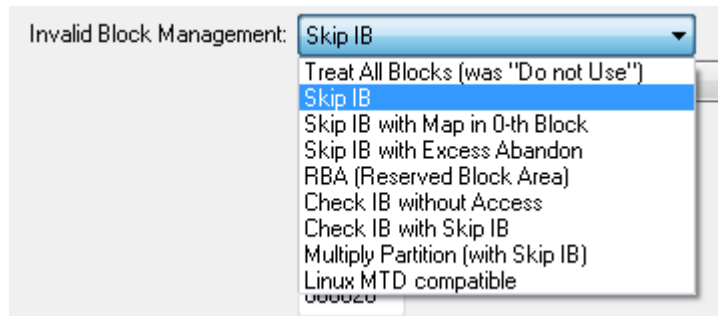 Invalid Block Management: Skip IB
Treat All Blocks (was "Do not Use")
Skip IB
Skip IB with Map in 0-th Block
Skip IB with Excess Abandon
RBA (Reserved Block Area)
Check IB without Access
Check IB with Skip IB
Multiply Partition (with Skip IB)
Linux MTD compatible